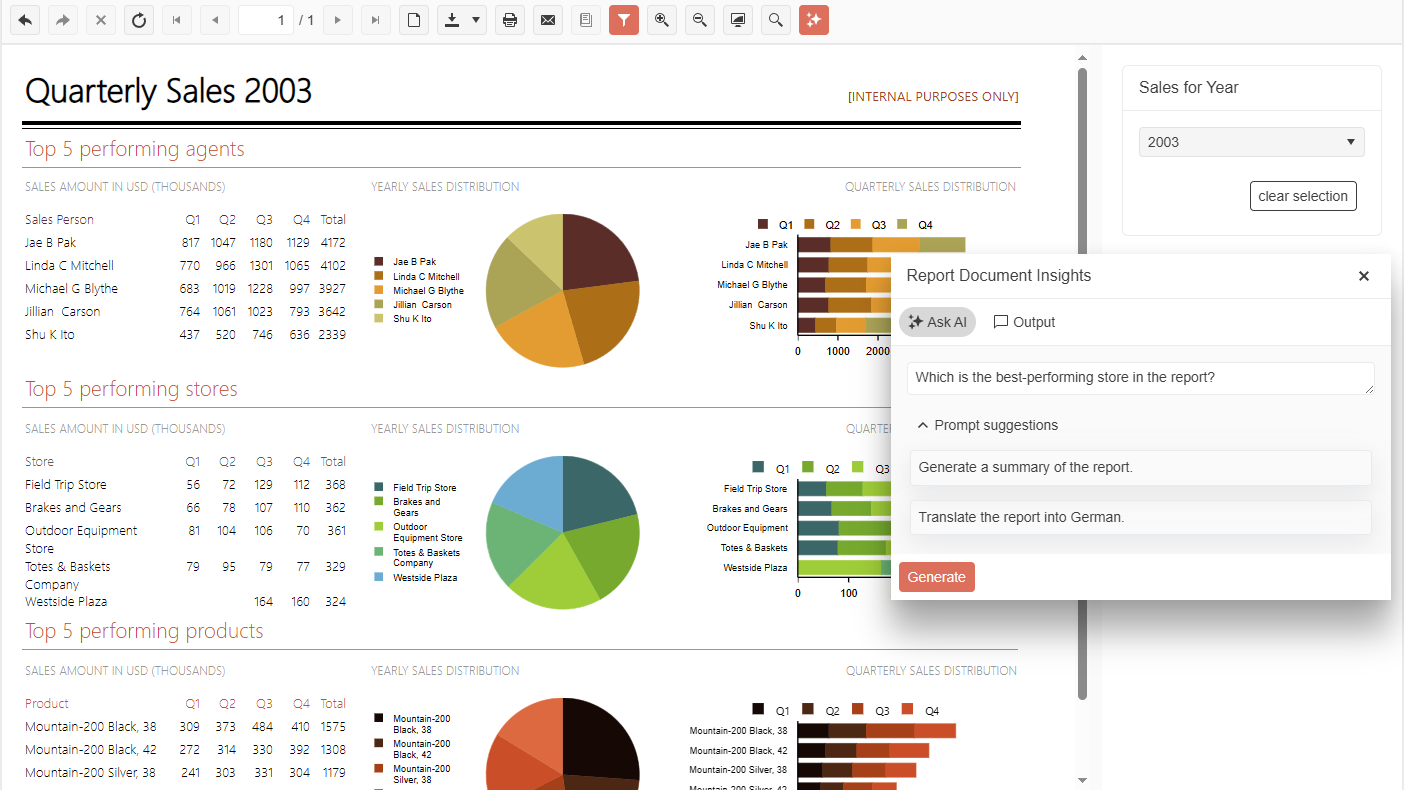 1 / 1
Quarterly Sales 2003
[INTERNAL PURPOSES ONLY]
Top 5 performing agents
SALES AMOUNT IN USD (THOUSANDS)
YEARLY SALES DISTRIBUTION
QUARTERLY SALES DISTRIBUTION
Sales Person Q1 Q2 Q3 Q4 Total
Jae B Pak 817 1047 1180 1129 4172
Linda C Mitchell 770 966 1301 1065 4102
Michael G Blythe 683 1019 1228 997 3927
Jillian Carson 764 1061 1023 793 3642
Shu K Ito 437 520 746 636 2339
Jae B Pak
Linda C Mitchell
Michael G Blythe
Jillian Carson
Shu K Ito
Q1 Q2 Q3 Q4
Jae B Pak
Linda C Mitchell
Michael G Blythe
Jillian Carson
Shu K Ito
0 1000 2000
Top 5 performing stores
SALES AMOUNT IN USD (THOUSANDS)
YEARLY SALES DISTRIBUTION
QUARTE
Store Q1 Q2 Q3 Q4 Total
Field Trip Store 56 72 129 112 368
Brakes and Gears 66 78 107 110 362
Outdoor Equipment 81 104 106 70 361
Store
Totes & Baskets 79 95 79 77 329
Company
Westside Plaza 164 160 324
Field Trip Store
Brakes and
Gears
Outdoor
Equipment Store
Totes & Baskets
Company
Westside Plaza
Q1 Q2 Q3
Field Trip Store
Brakes and Gears
Outdoor Equipment
Totes & Baskets
Westside Plaza
0 100
Top 5 performing products
SALES AMOUNT IN USD (THOUSANDS)
YEARLY SALES DISTRIBUTION
QUARTERLY SALES DISTRIBUTION
Product Q1 Q2 Q3 Q4 Total
Mountain-200 Black, 38 309 373 484 410 1575
Mountain-200 Black, 42 272 314 330 392 1308
Mountain-200 Silver, 38 241 303 331 304 1179
Mountain-200
Black, 38
Mountain-200
Black, 42
Mountain-200
Silver, 38
Q1 Q2 Q3 Q4
Mountain-200 Black, 38
Mountain-200 Black, 42
Mountain-200 Silver, 38
Sales for Year
2003
clear selection
Report Document Insights
Ask AI Output
Which is the best-performing store in the report?
Prompt suggestions
Generate a summary of the report.
Translate the report into German.
Generate